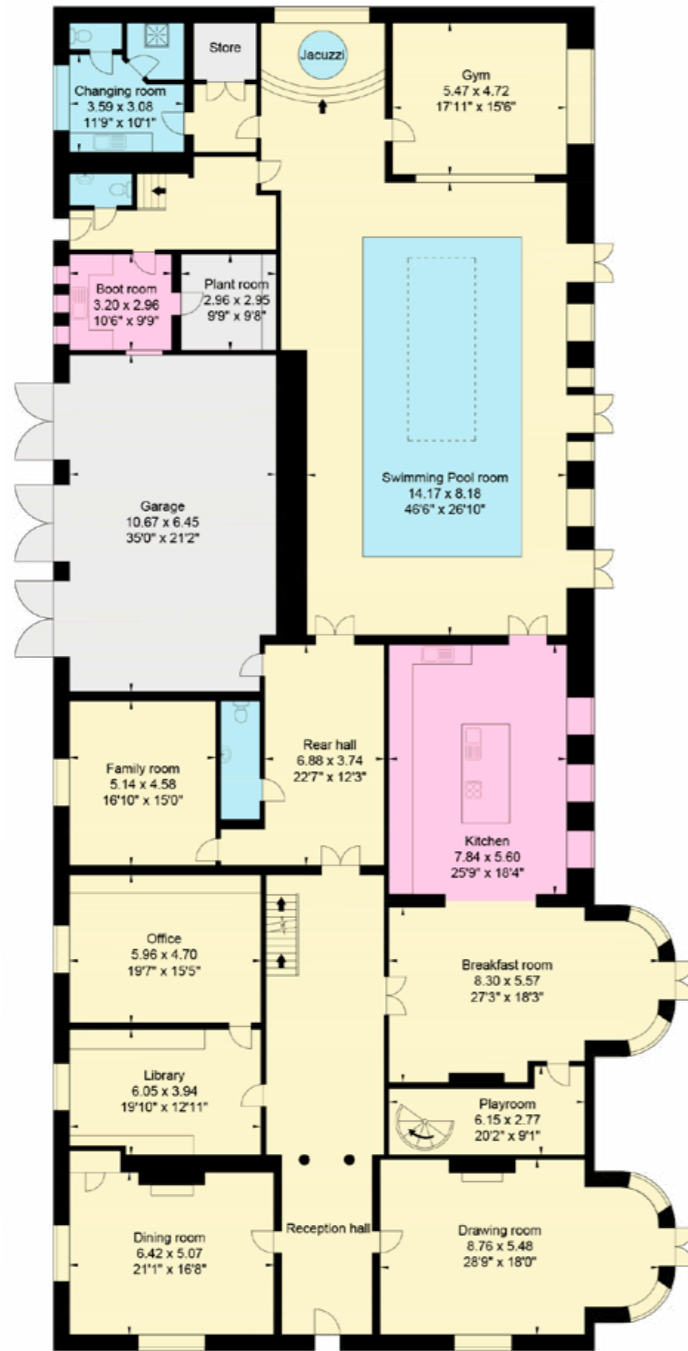 Store
Jacuzzi
Gym
5.47 x 4.72
17'11" x 15'6"
Changing room
3.59 x 3.08
11'9" x 10'1"
Boot room
3.20 x 2.96
10'6" x 9'9"
Plant room
2.96 x 2.95
9'9" x 9'8"
Swimming Pool room
14.17 x 8.18
46'6" x 26'10"
Garage
10.67 x 6.45
35'0" x 21'2"
Rear hall
6.88 x 3.74
22'7" x 12'3"
Family room
5.14 x 4.58
16'10" x 15'0"
Kitchen
7.84 x 5.60
25'9" x 18'4"
Office
5.96 x 4.70
19'7" x 15'5"
Breakfast room
8.30 x 5.57
27'3" x 18'3"
Library
6.05 x 3.94
19'10" x 12'11"
Playroom
6.15 x 2.77
20'2" x 9'1"
Reception hall
Dining room
6.42 x 5.07
21'1" x 16'8"
Drawing room
8.76 x 5.48
28'9" x 18'0"